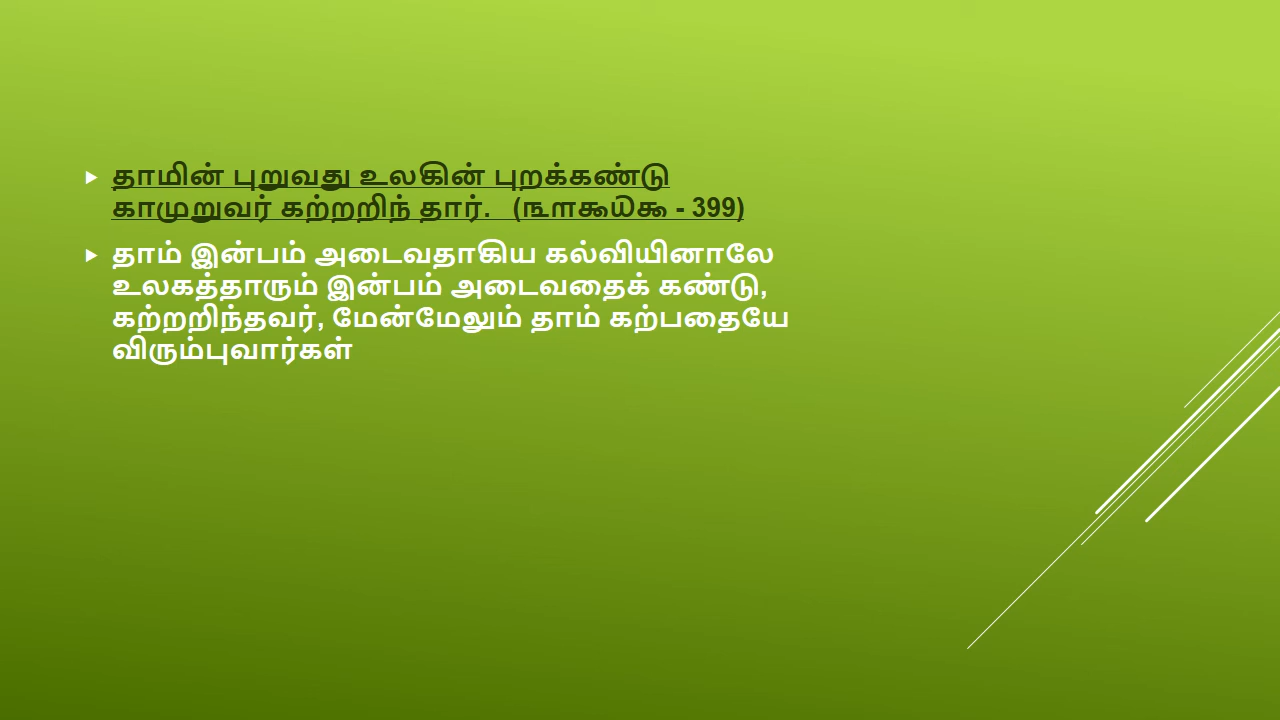 தாமின் புறுவது உலகின் புறக்கண்டு
காமுறுவர் கற்றறிந் தார். (௩௱௯௰௯ - 399)
தாம் இன்பம் அடைவதாகிய கல்வியினாலே
உலகத்தாரும் இன்பம் அடைவதைக் கண்டு,
கற்றறிந்தவர், மேன்மேலும் தாம் கற்பதையே
விரும்புவார்கள்